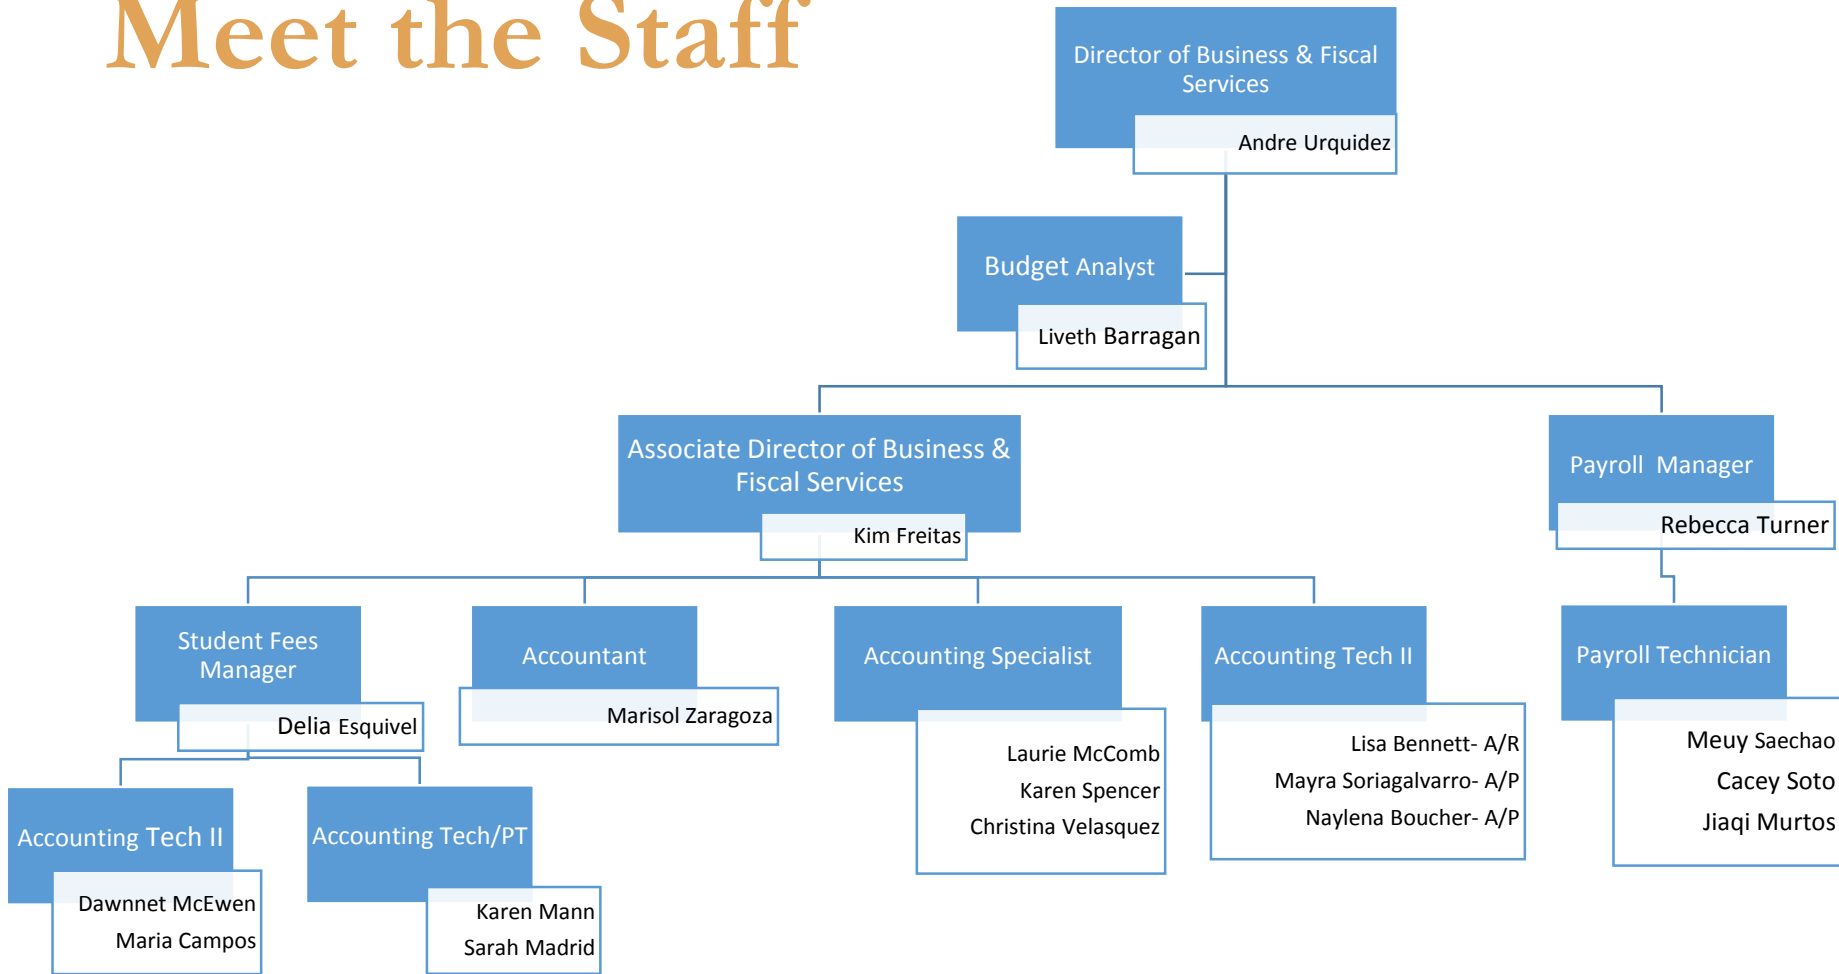 Meet the Staff
Director of Business & Fiscal
Services
Andre Urquidez
Budget Analyst
Liveth Barragan
Associate Director of Business &
Fiscal Services
Kim Freitas
Payroll Manager
Rebecca Turner
Student Fees
Manager
Delia Esquivel
Accountant
Marisol Zaragoza
Accounting Specialist
Laurie McComb
Karen Spencer
Christina Velasquez
Accounting Tech II
Lisa Bennett- A/R
Mayra Soriagalvarro- A/P
Naylena Boucher- A/P
Payroll Technician
Meuy Saechao
Cacey Soto
Jiaqi Murtos
Accounting Tech II
Dawnnet McEwen
Maria Campos
Accounting Tech/PT
Karen Mann
Sarah Madrid